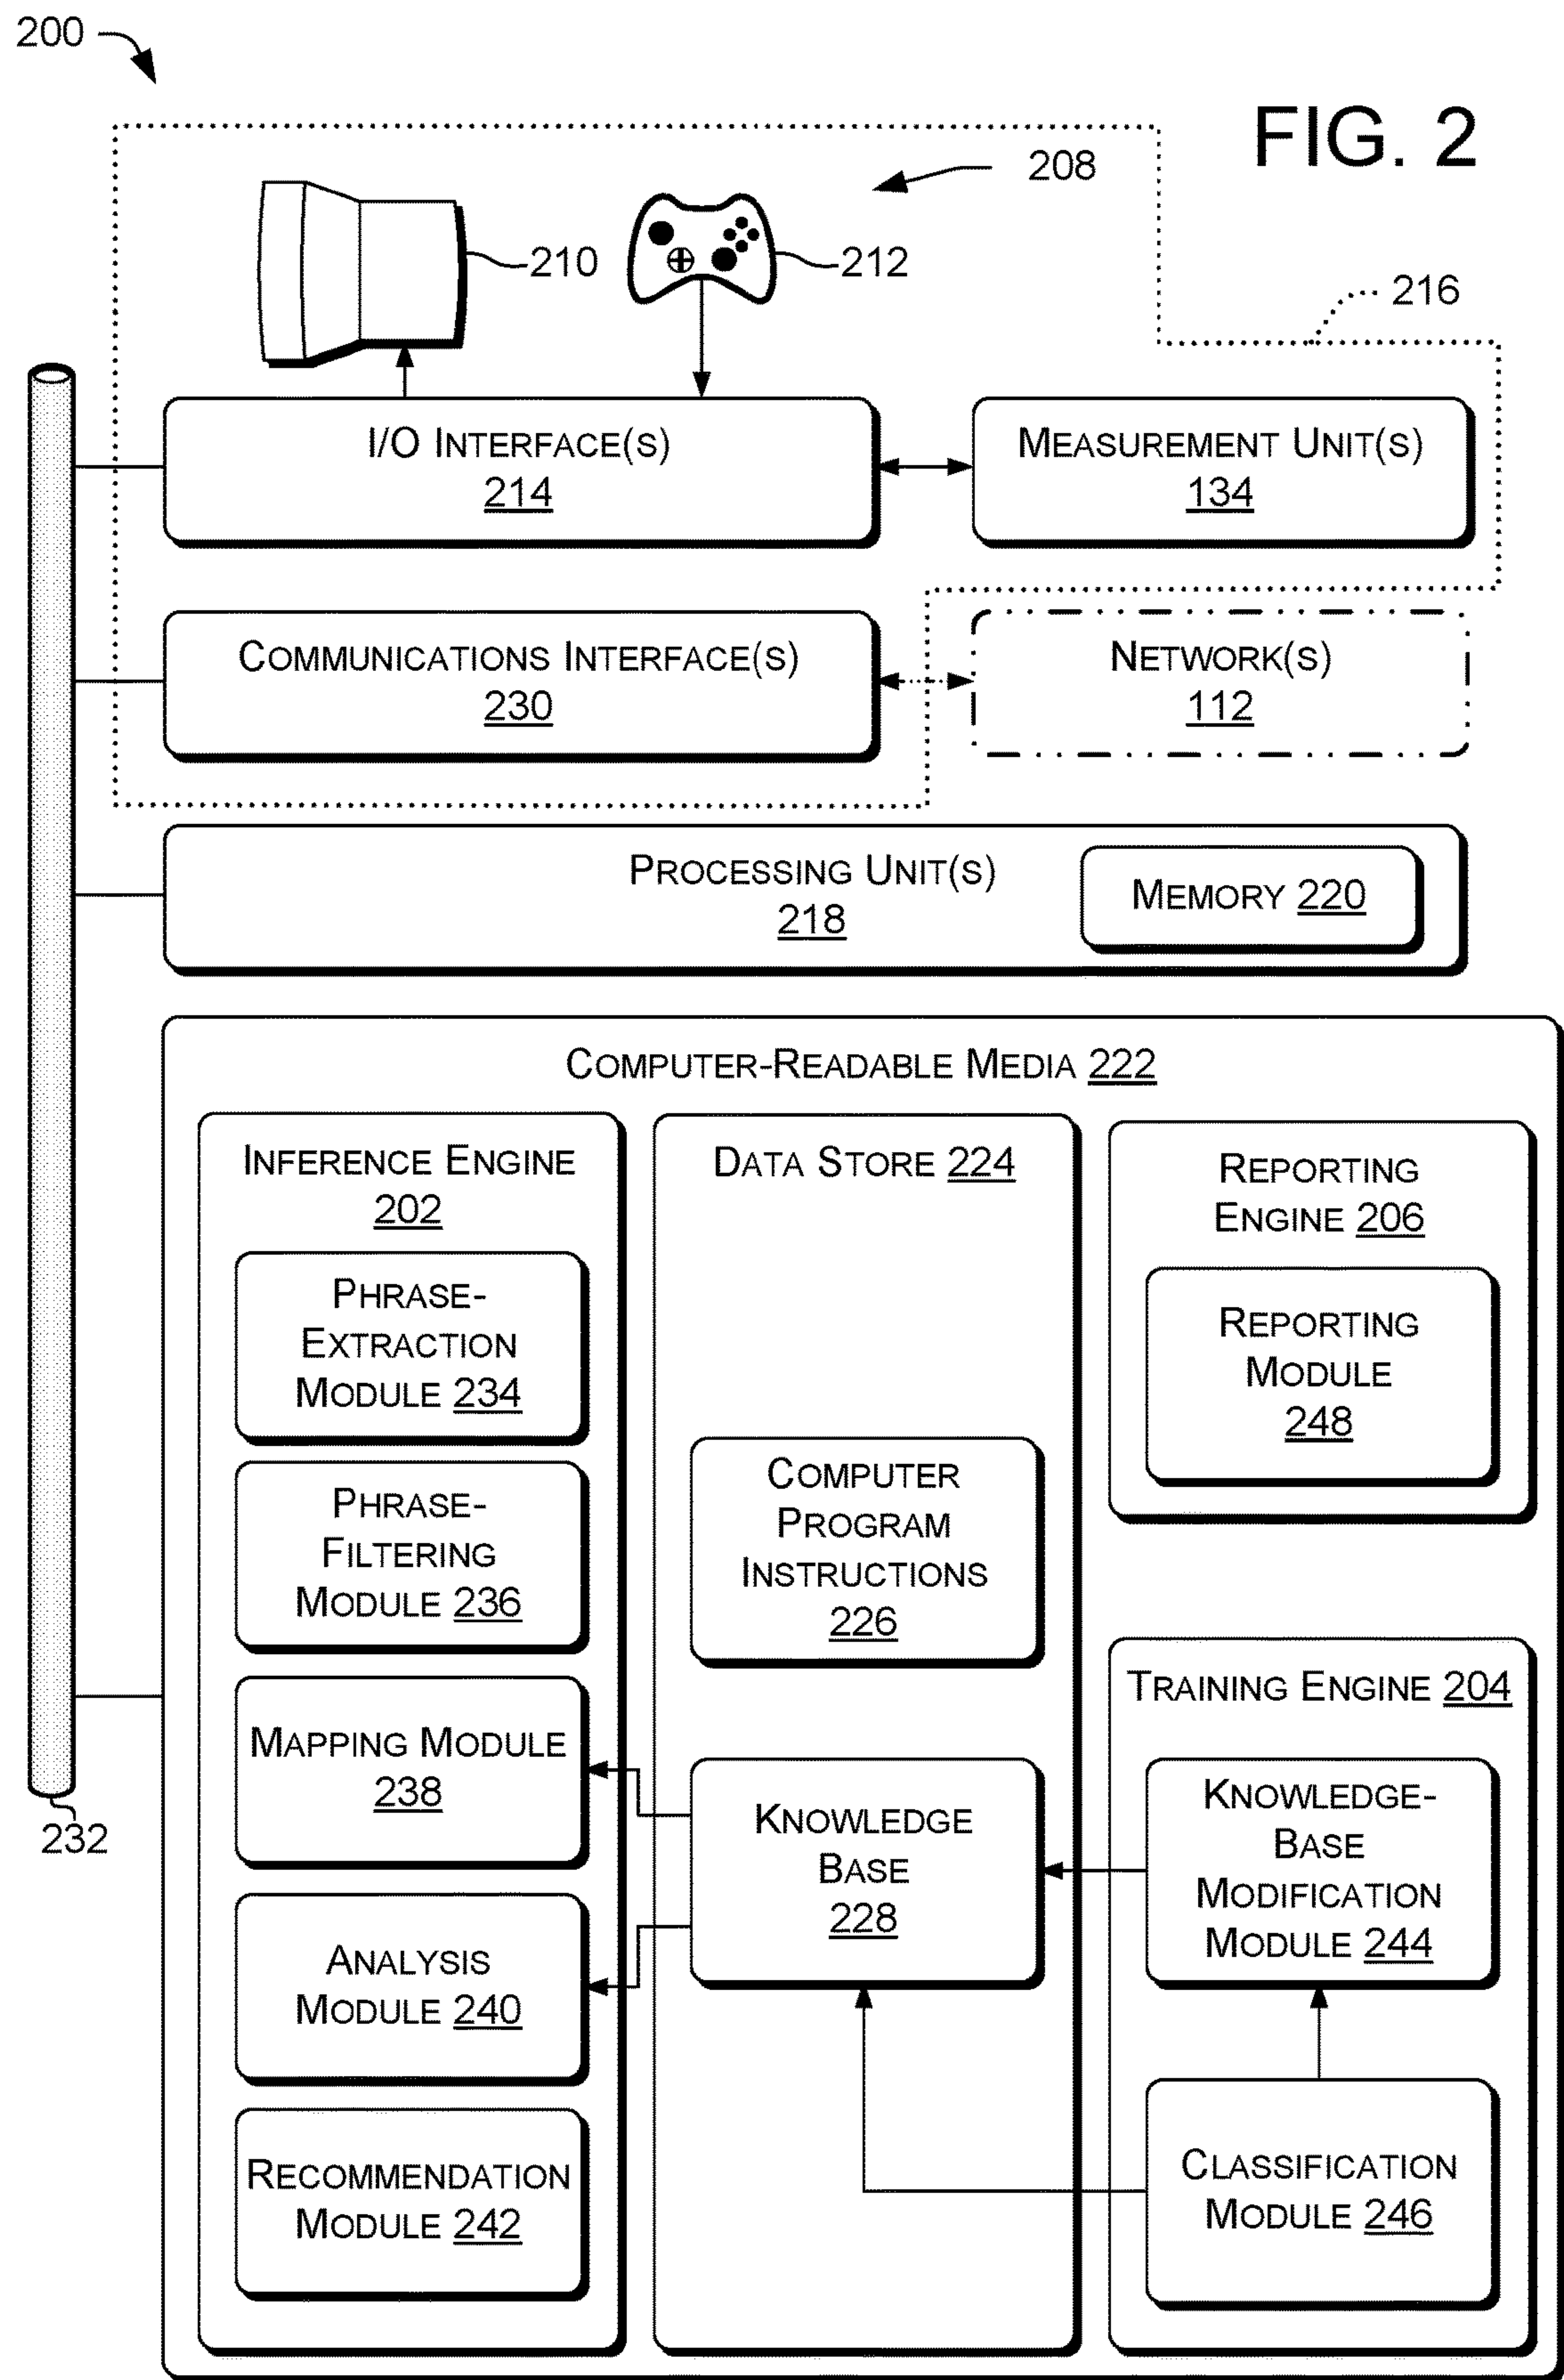 200
FIG. 2
208
210
212
216
I/O INTERFACE(S)
214
MEASUREMENT UNIT(S)
134
COMMUNICATIONS INTERFACE(S)
230
NETWORK(S)
112
PROCESSING UNIT(S)
218
MEMORY 220
COMPUTER-READABLE MEDIA 222
INFERENCE ENGINE
202
PHRASE-
EXTRACTION
MODULE 234
PHRASE-
FILTERING
MODULE 236
MAPPING MODULE
238
ANALYSIS
MODULE 240
RECOMMENDATION
MODULE 242
DATA STORE 224
COMPUTER
PROGRAM
INSTRUCTIONS
226
KNOWLEDGE
BASE
228
REPORTING
ENGINE 206
REPORTING
MODULE
248
TRAINING ENGINE 204
KNOWLEDGE-
BASE
MODIFICATION
MODULE 244
CLASSIFICATION
MODULE 246
232